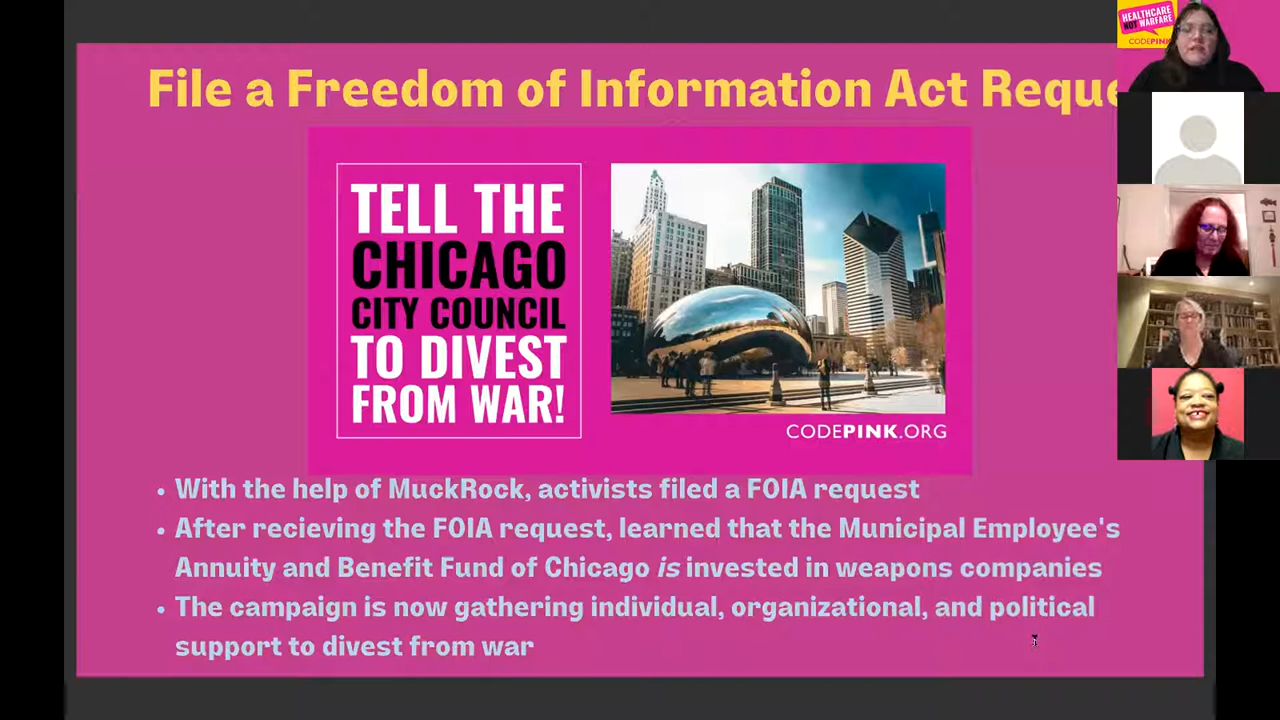 File a Freedom of Information Act Reque
TELL THE
CHICAGO
CITY COUNCIL
TO DIVEST
FROM WAR!
CODEPINK.ORG
• With the help of MuckRock, activists filed a FOIA request
• After recieving the FOIA request, learned that the Municipal Employee's
Annuity and Benefit Fund of Chicago is invested in weapons companies
• The campaign is now gathering individual, organizational, and political
support to divest from war
HEALTHCARE
NOT WARFARE
CODEPINK